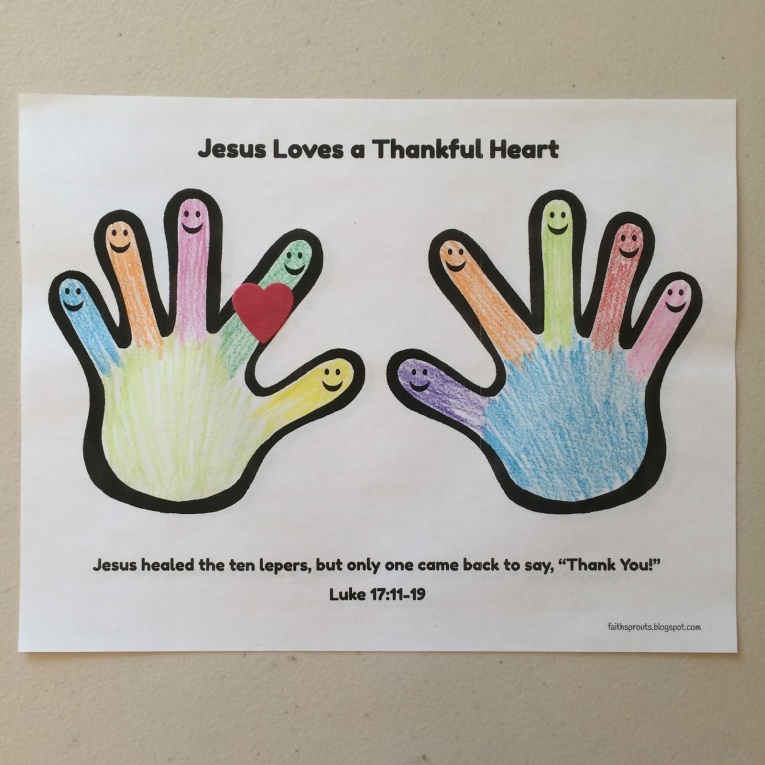 Jesus Loves a Thankful Heart
Jesus healed the ten lepers, but only one came back to say, “Thank You!”
Luke 17:11-19
faithsprouts.blogspot.com